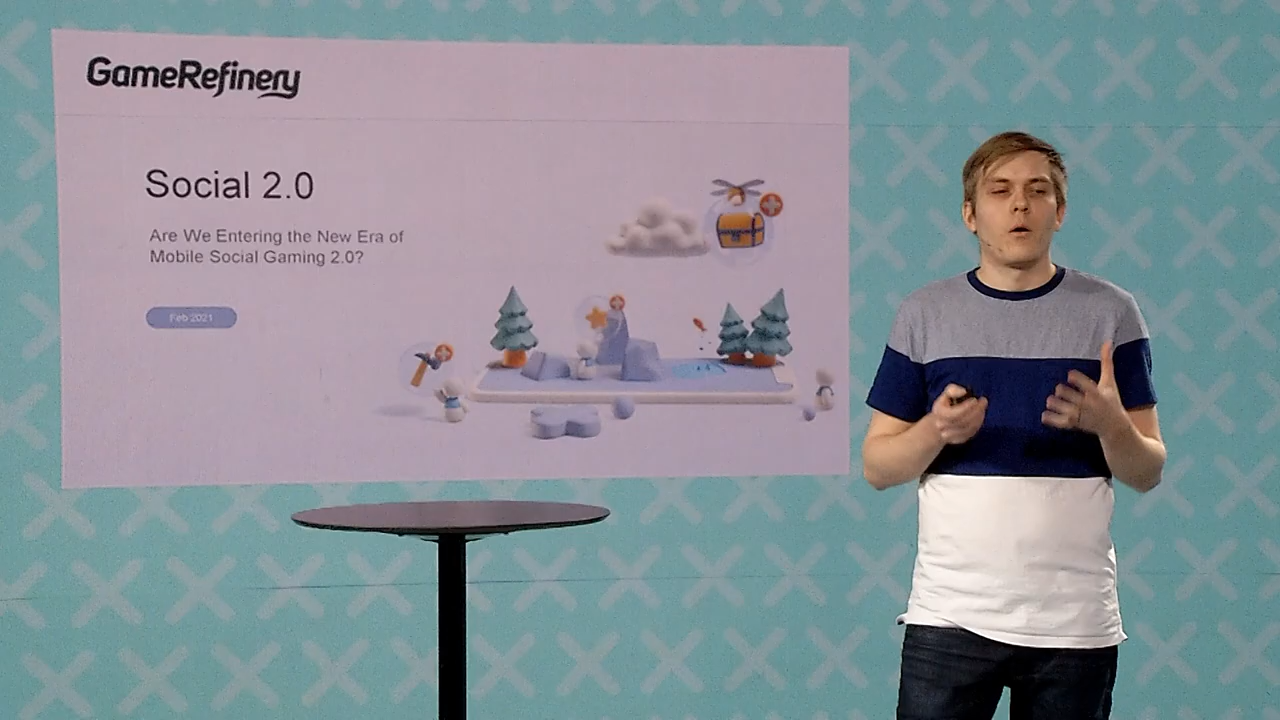 GameRefinery
Social 2.0
Are We Entering the New Era of
Mobile Social Gaming 2.0?
Feb 2021